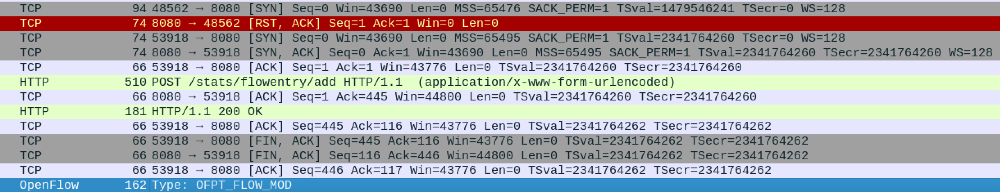 TCP 94 48562 → 8080 [SYN] Seq=0 Win=43690 Len=0 MSS=65476 SACK_PERM=1 TSval=1479546241 TSecr=0 WS=128
TCP 74 8080 → 48562 [RST, ACK] Seq=1 Ack=1 Win=0 Len=0
TCP 74 53918 → 8080 [SYN] Seq=0 Win=43690 Len=0 MSS=65495 SACK_PERM=1 TSval=2341764260 TSecr=0 WS=128
TCP 74 8080 → 53918 [SYN, ACK] Seq=0 Ack=1 Win=43690 Len=0 MSS=65495 SACK_PERM=1 TSval=2341764260 TSecr=2341764260 WS=128
TCP 66 53918 → 8080 [ACK] Seq=1 Ack=1 Win=43776 Len=0 TSval=2341764260 TSecr=2341764260
HTTP 510 POST /stats/flowentry/add HTTP/1.1  (application/x-www-form-urlencoded)
TCP 66 8080 → 53918 [ACK] Seq=1 Ack=445 Win=44800 Len=0 TSval=2341764260 TSecr=2341764260
HTTP 181 HTTP/1.1 200 OK
TCP 66 53918 → 8080 [ACK] Seq=445 Ack=116 Win=43776 Len=0 TSval=2341764262 TSecr=2341764262
TCP 66 53918 → 8080 [FIN, ACK] Seq=445 Ack=116 Win=43776 Len=0 TSval=2341764262 TSecr=2341764262
TCP 66 8080 → 53918 [FIN, ACK] Seq=116 Ack=446 Win=44800 Len=0 TSval=2341764262 TSecr=2341764262
TCP 66 53918 → 8080 [ACK] Seq=446 Ack=117 Win=43776 Len=0 TSval=2341764262 TSecr=2341764262
OpenFlow 162 Type: OFPT_FLOW_MOD